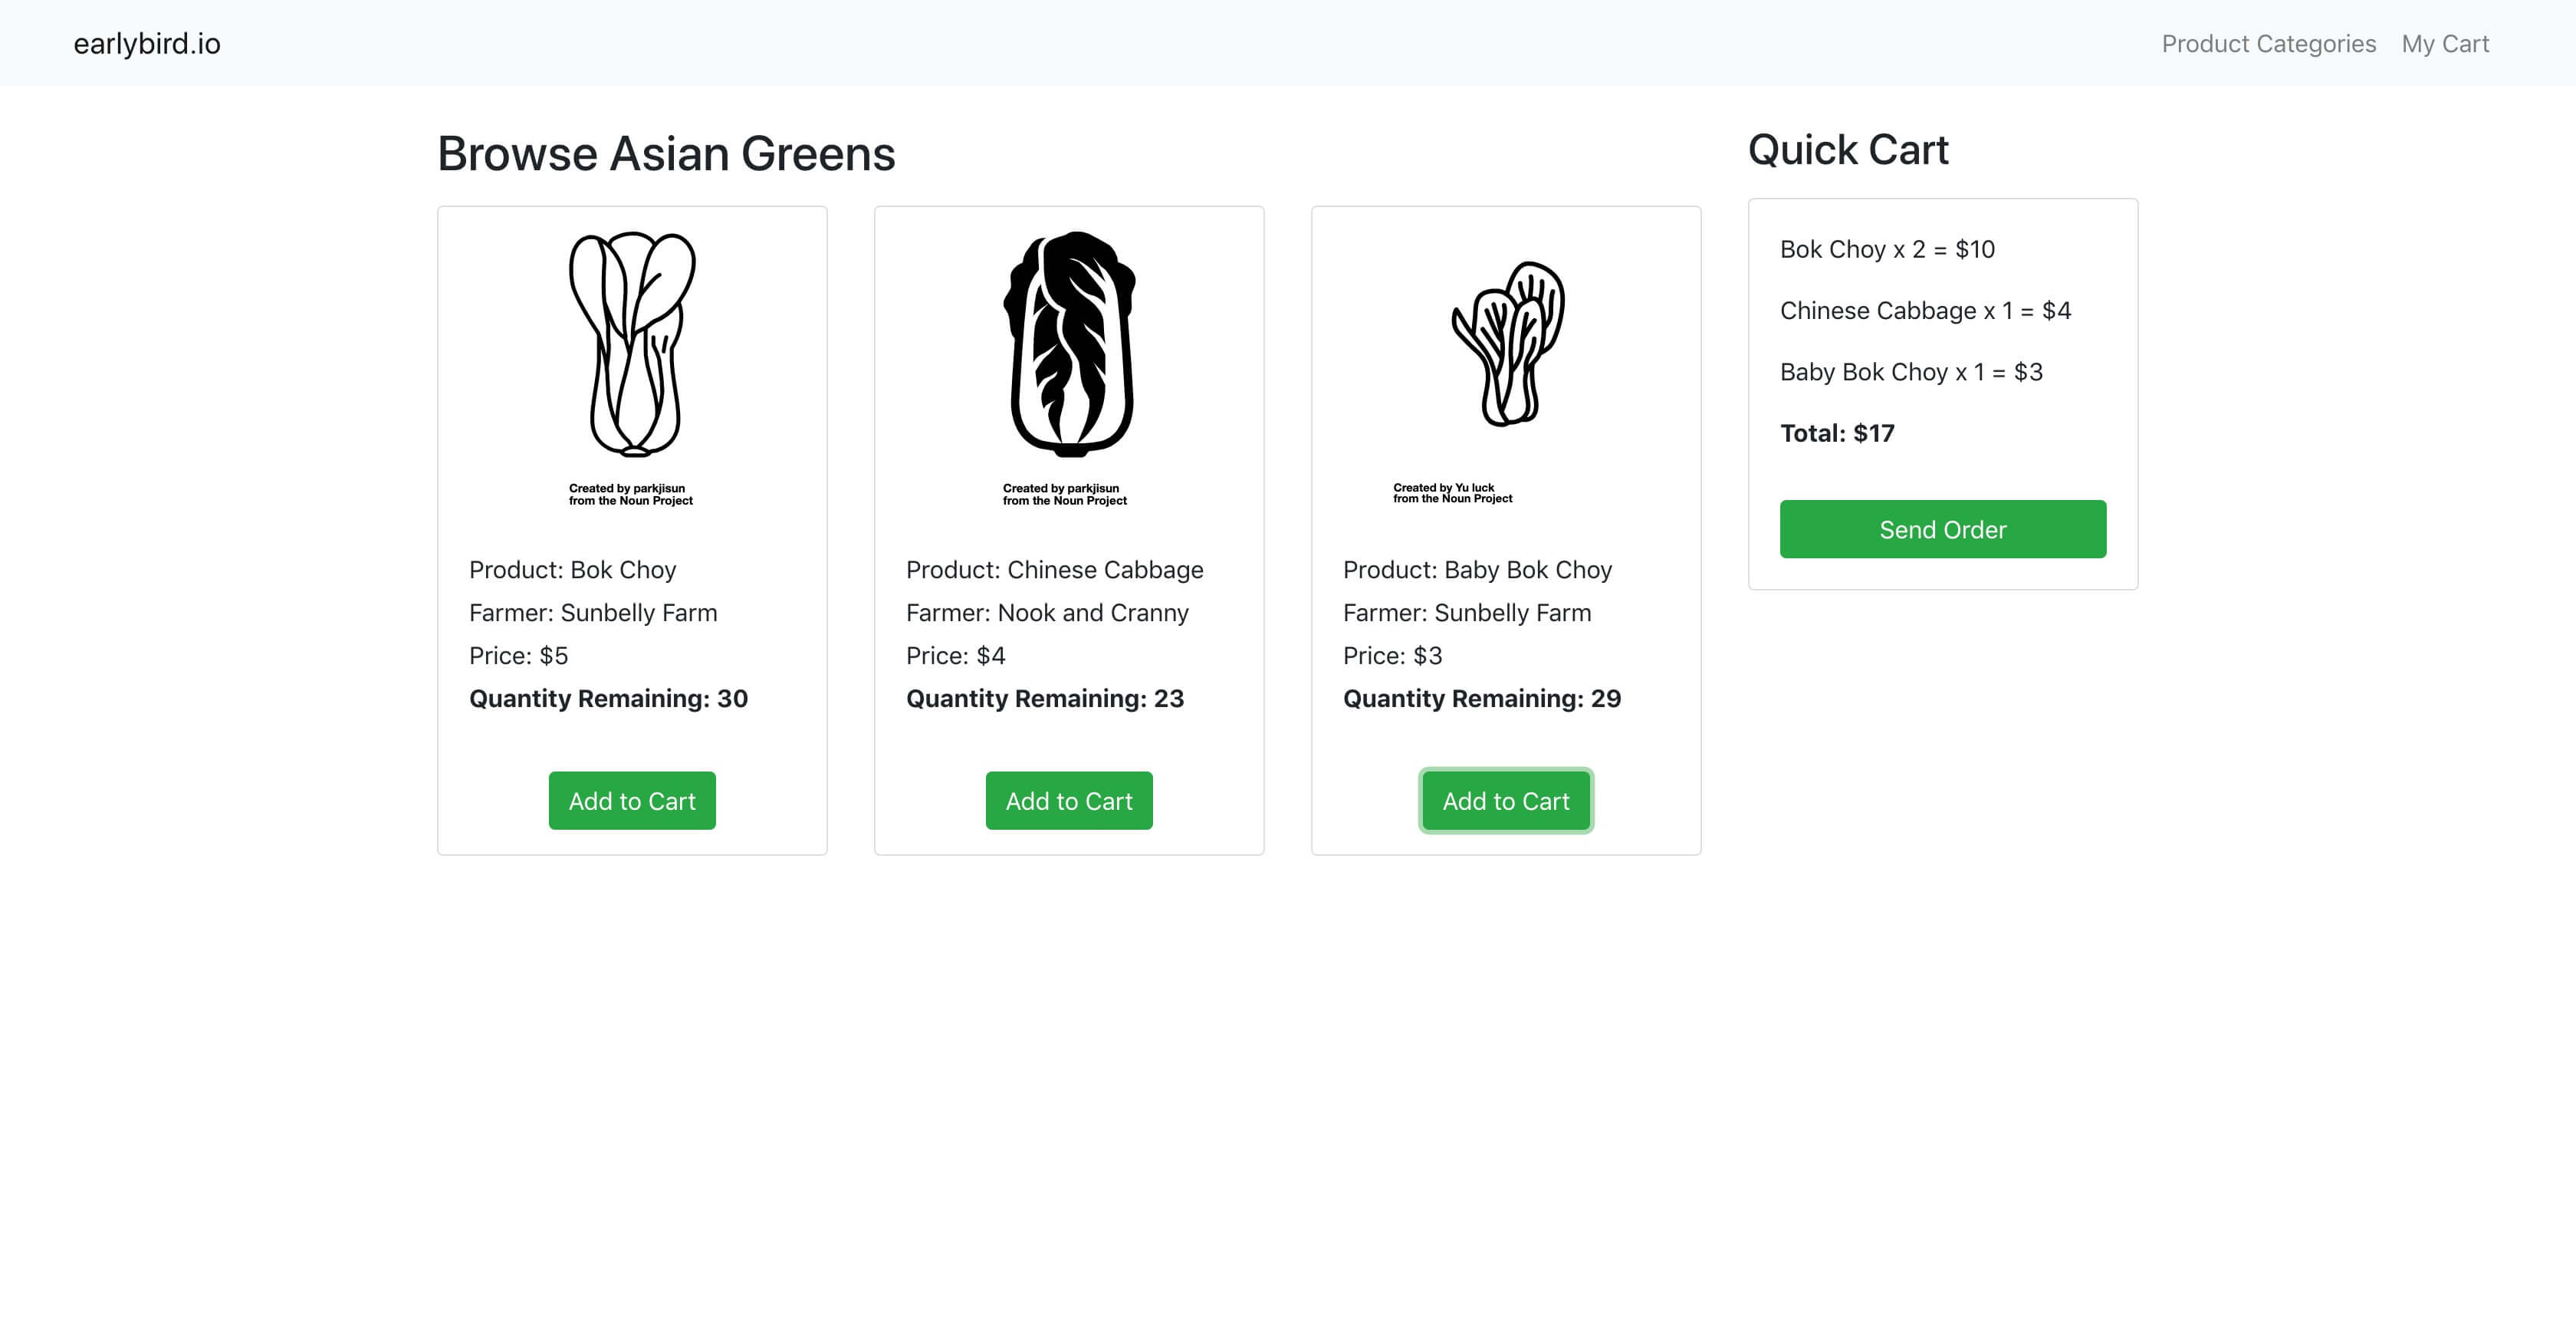 earlybird.io
Product Categories
My Cart
Browse Asian Greens
Created by parkjisun
from the Noun Project
Product: Bok Choy
Farmer: Sunbelly Farm
Price: $5
Quantity Remaining: 30
Add to Cart
Created by parkjisun
from the Noun Project
Product: Chinese Cabbage
Farmer: Nook and Cranny
Price: $4
Quantity Remaining: 23
Add to Cart
Created by Yu luck
from the Noun Project
Product: Baby Bok Choy
Farmer: Sunbelly Farm
Price: $3
Quantity Remaining: 29
Add to Cart
Quick Cart
Bok Choy x 2 = $10
Chinese Cabbage x 1 = $4
Baby Bok Choy x 1 = $3
Total: $17
Send Order